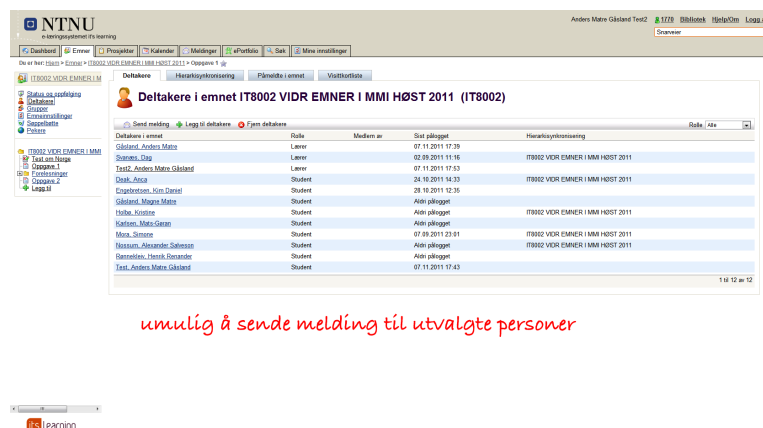 NTNU
e-læringssystemet it's learning
Anders Matre Gåsland Test2 1770 Bibliotek Hjelp/Om Logg
Snarveier
Dashbord Emner Prosjekter Kalender Meldinger ePortfolio Søk Mine innstillinger
Du er her: Hjem > Emner > IT8002 VIDR EMNER I MMI HØST 2011 > Oppgave 1
IT8002 VIDR EMNER I M
Status og oppfølging
Deltakere
Grupper
Emneinnstillinger
Søppelbøtte
Pekere
IT8002 VIDR EMNER I MMI
Test om Norge
Oppgave 1
Forelesninger
Oppgave 2
Legg til
Deltakere Hierarkisynkronisering Påmeldte i emnet Visittkortliste
Deltakere i emnet IT8002 VIDR EMNER I MMI HØST 2011 (IT8002)
Send melding Legg til deltakere Fjern deltakere Rolle Alle
Deltakere i emnet Rolle Medlem av Sist pålogget Hierarkisynkronisering
Gåsland, Anders Matre Lærer 07.11.2011 17:39
Svanæs, Dag Lærer 02.09.2011 11:16 IT8002 VIDR EMNER I MMI HØST 2011
Test2, Anders Matre Gåsland Lærer 07.11.2011 17:53
Deak, Anca Student 24.10.2011 14:33 IT8002 VIDR EMNER I MMI HØST 2011
Engebretsen, Kim Daniel Student 28.10.2011 12:35
Gåsland, Magne Matre Student Aldri pålogget
Holbø, Kristine Student Aldri pålogget IT8002 VIDR EMNER I MMI HØST 2011
Karlsen, Mats-Gøran Student Aldri pålogget
Mora, Simone Student 07.09.2011 23:01 IT8002 VIDR EMNER I MMI HØST 2011
Nossum, Alexander Salveson Student Aldri pålogget IT8002 VIDR EMNER I MMI HØST 2011
Rønnekleiv, Henrik Renander Student Aldri pålogget
Test, Anders Matre Gåsland Student 07.11.2011 17:43
1 til 12 av 12
umulig å sende melding til utvalgte personer
its learning